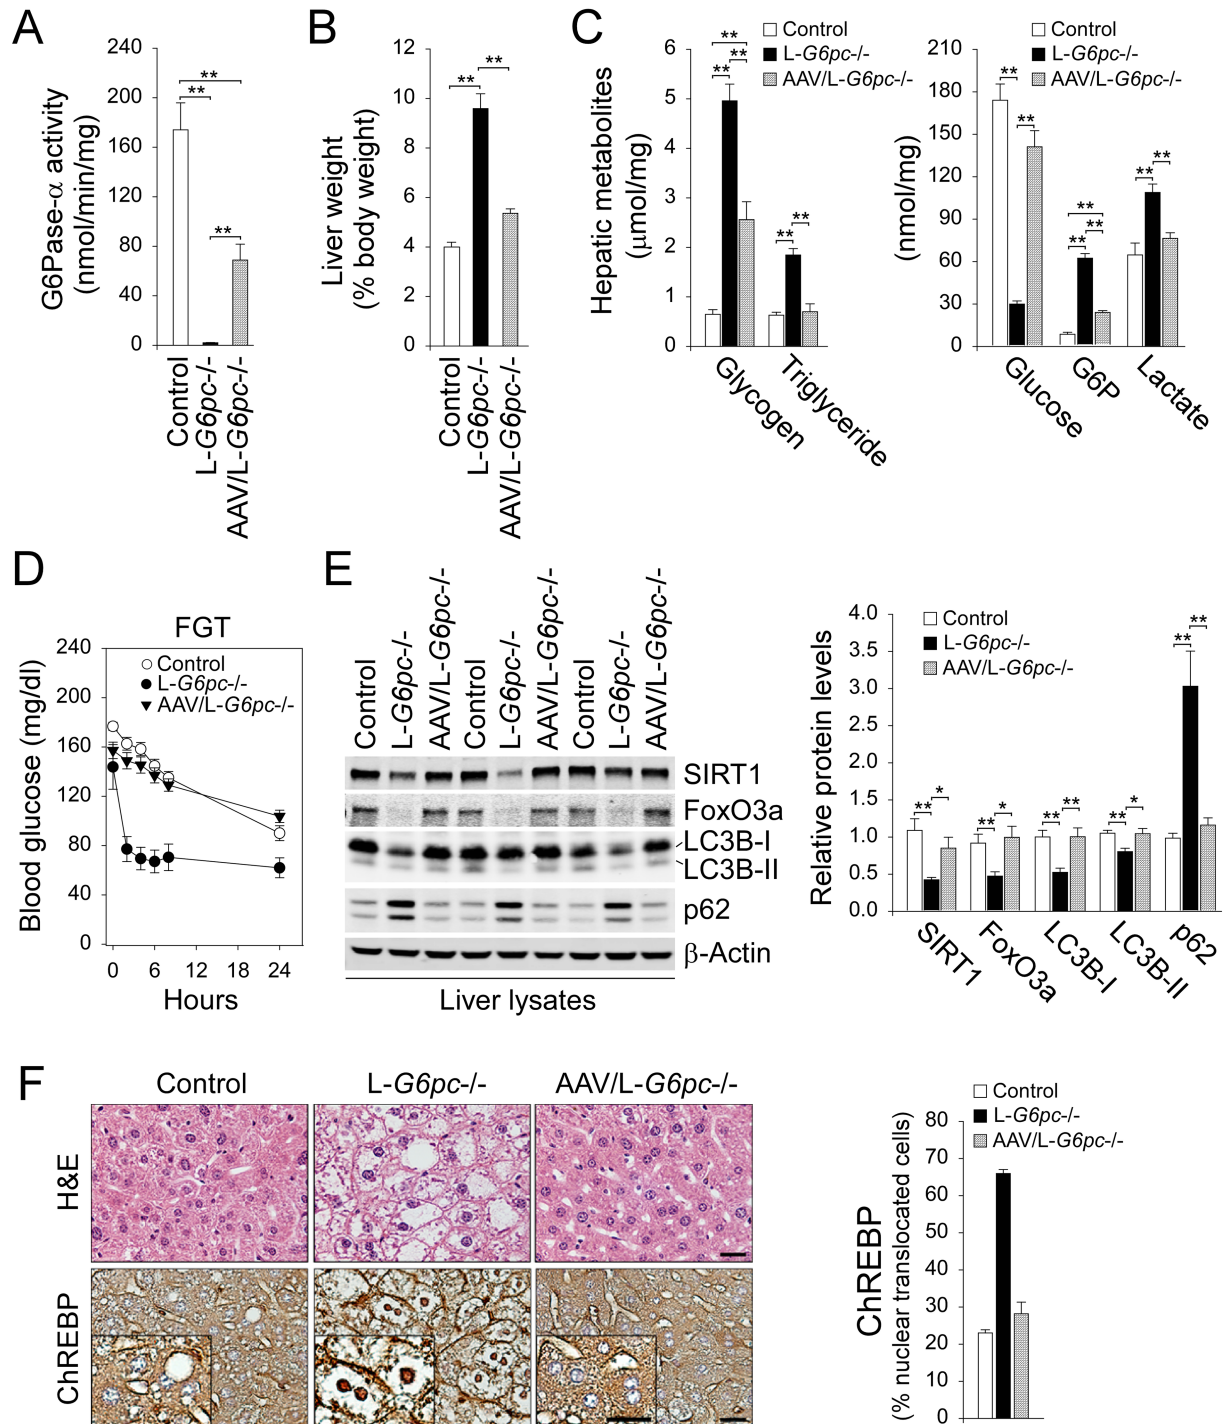 A
G6Pase-α activity
(nmol/min/mg)
240
200
160
120
80
40
0
**
**
**
Control
L-G6pc-/-
AAV/L-G6pc-/-
B
Liver weight
(% body weight)
12
10
8
6
4
2
0
**
**
Control
L-G6pc-/-
AAV/L-G6pc-/-
C
Hepatic metabolites
(μmol/mg)
6
5
4
3
2
1
0
Control
L-G6pc-/-
AAV/L-G6pc-/-
**
**
**
**
**
Glycogen
Triglyceride
(nmol/mg)
210
180
150
120
90
60
30
0
Control
L-G6pc-/-
AAV/L-G6pc-/-
**
**
**
**
**
**
**
Glucose
G6P
Lactate
D
FGT
Blood glucose (mg/dl)
240
200
160
120
80
40
0
Control
L-G6pc-/-
AAV/L-G6pc-/-
0 6 12 18 24
Hours
E
Control
L-G6pc-/-
AAV/L-G6pc-/-
Control
L-G6pc-/-
AAV/L-G6pc-/-
Control
L-G6pc-/-
AAV/L-G6pc-/-
SIRT1
FoxO3a
LC3B-I
LC3B-II
p62
β-Actin
Liver lysates
Relative protein levels
4.0
3.5
3.0
2.5
2.0
1.5
1.0
0.5
0.0
Control
L-G6pc-/-
AAV/L-G6pc-/-
**
*
**
*
**
**
**
*
**
**
SIRT1
FoxO3a
LC3B-I
LC3B-II
p62
F
Control
L-G6pc-/-
AAV/L-G6pc-/-
H&E
ChREBP
ChREBP
(% nuclear translocated cells)
80
70
60
50
40
30
20
10
0
Control
L-G6pc-/-
AAV/L-G6pc-/-